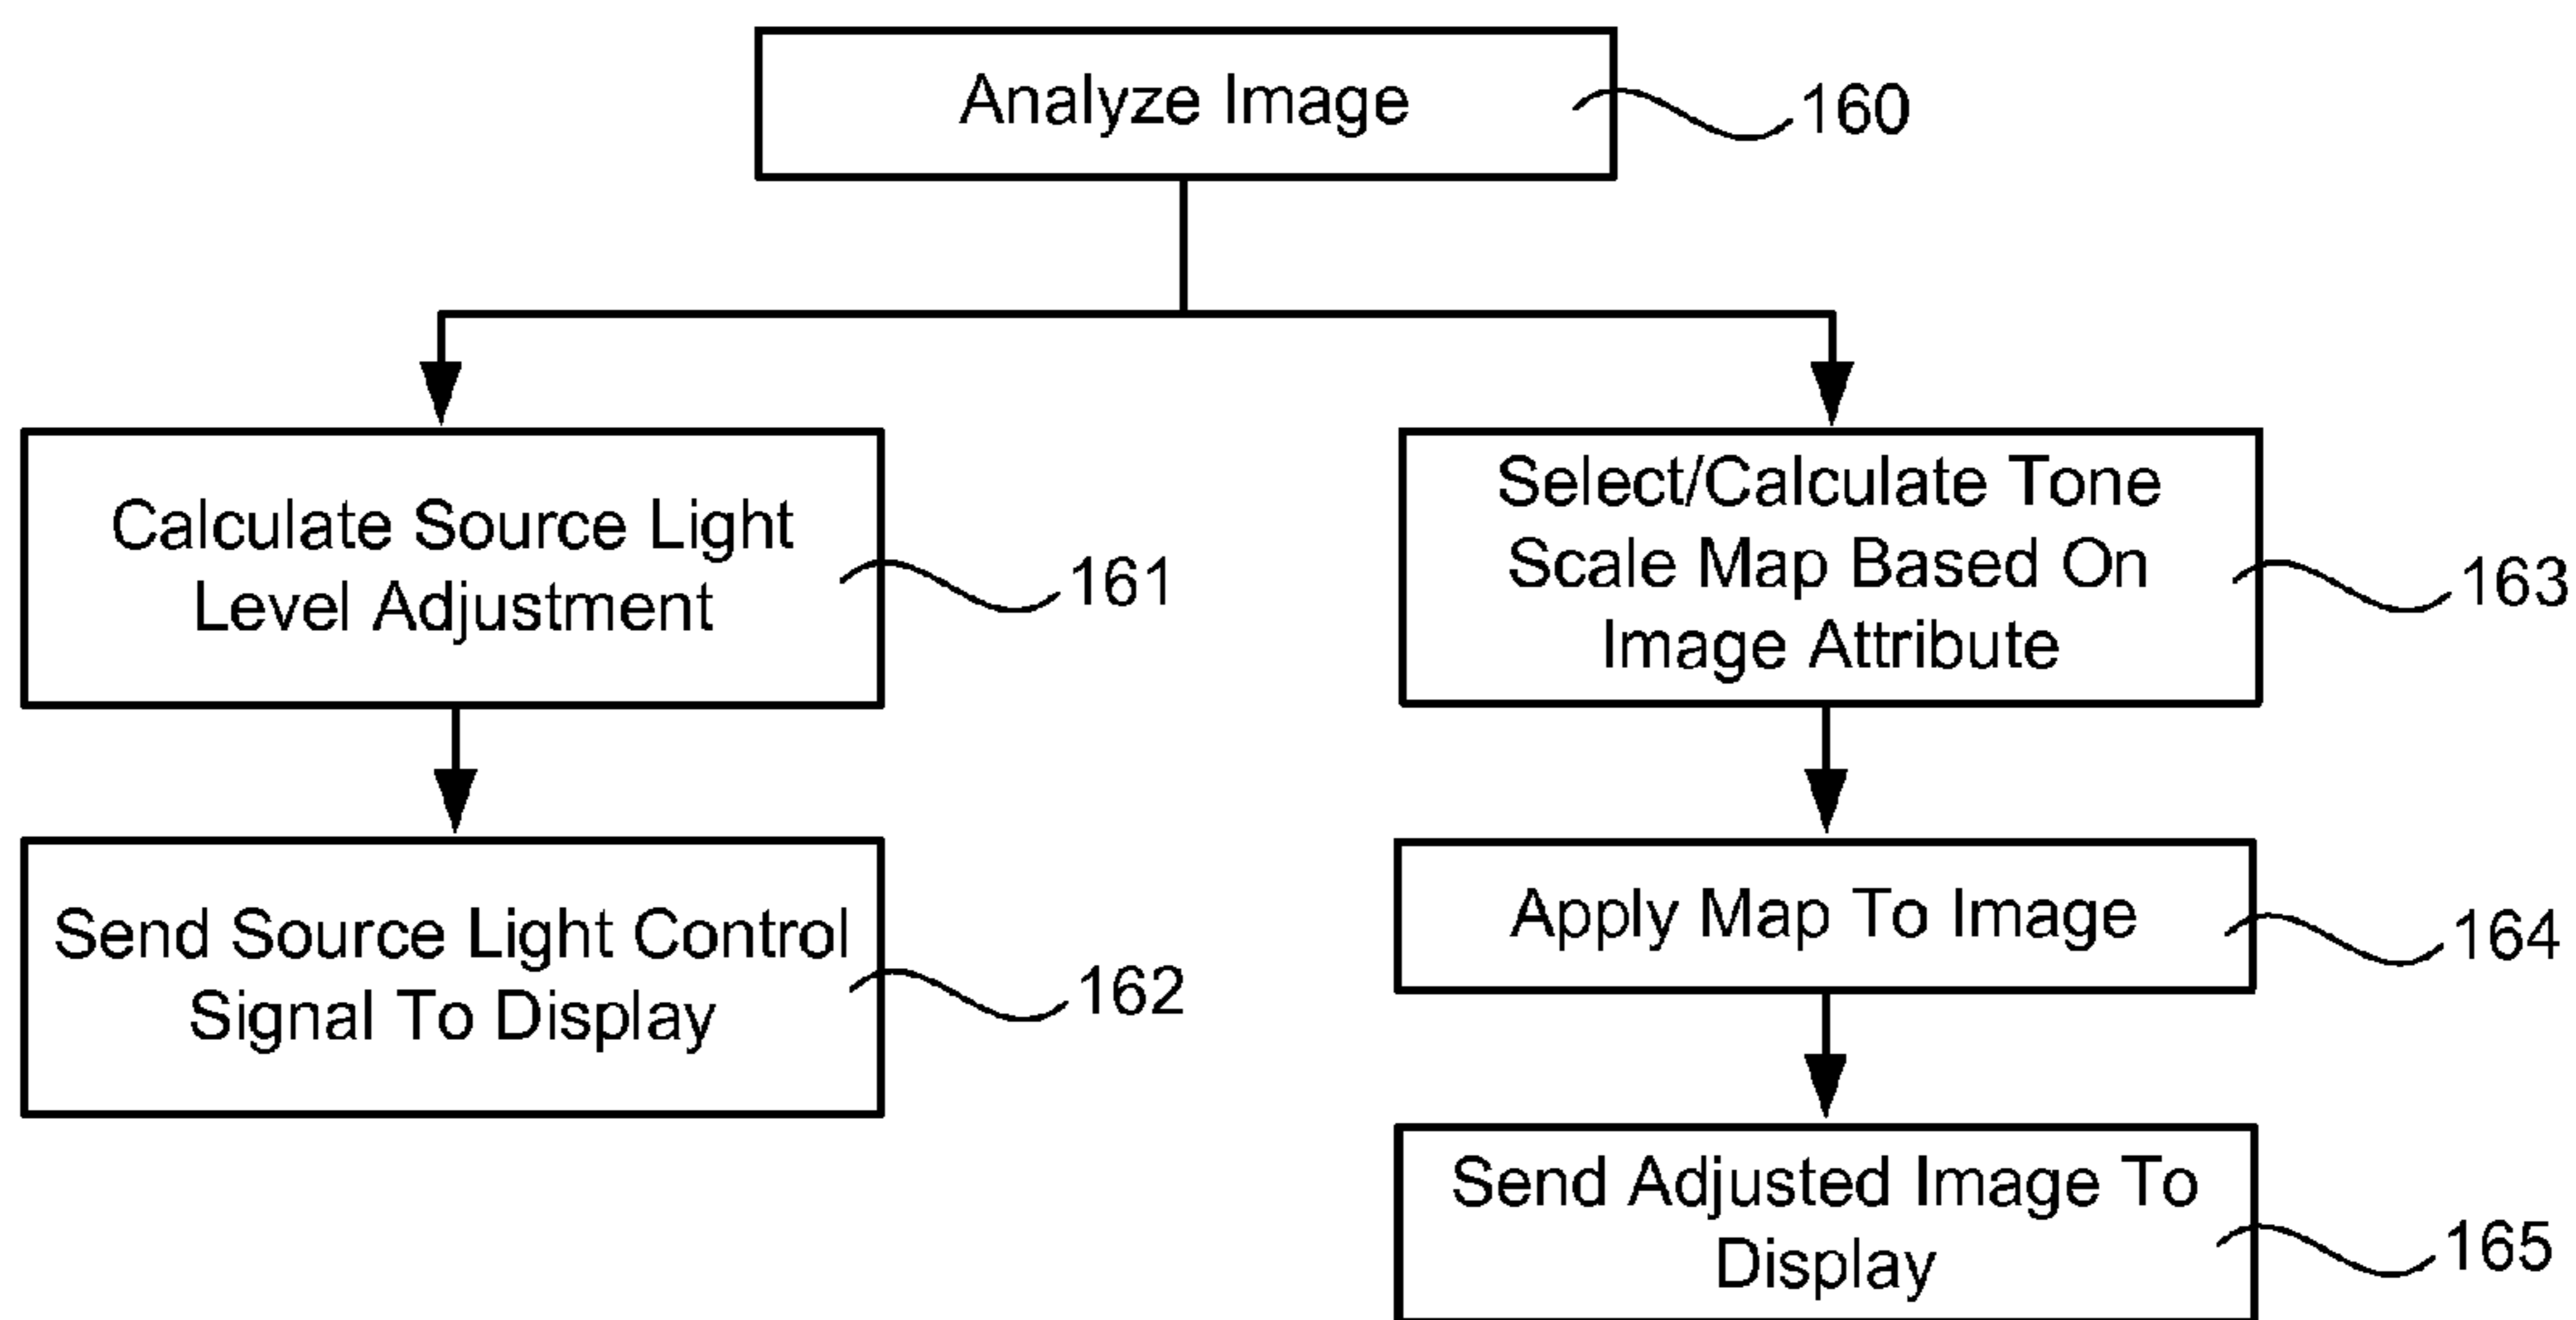 Analyze Image
160
Calculate Source Light
Level Adjustment
161
Select/Calculate Tone
Scale Map Based On
Image Attribute
163
Send Source Light Control
Signal To Display
162
Apply Map To Image
164
Send Adjusted Image To
Display
165